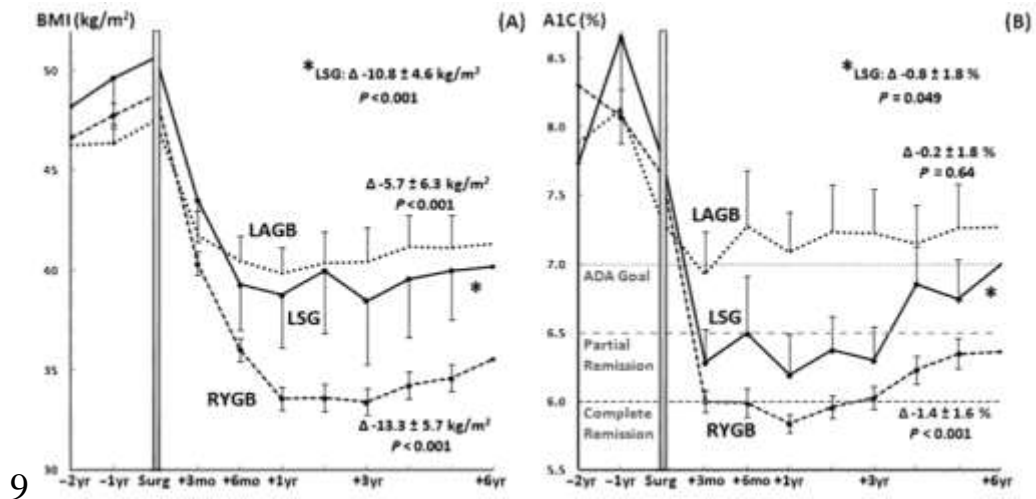 BMI (kg/m²)
(A)
50
45
40
35
30
*LSG: Δ -10.8 ± 4.6 kg/m²
P <0.001
Δ -5.7 ± 6.3 kg/m²
P <0.001
LAGB
LSG
*
RYGB
Δ -13.3 ± 5.7 kg/m²
P <0.001
−2yr −1yr Surg +3mo +6mo +1yr +3yr +6yr
A1C (%)
(B)
8.5
8.0
7.5
7.0
6.5
6.0
5.5
*LSG: Δ -0.8 ± 1.8 %
P = 0.049
Δ -0.2 ± 1.8 %
P = 0.64
LAGB
ADA Goal
*
LSG
Partial
Remission
Complete
Remission
RYGB
Δ -1.4 ± 1.6 %
P < 0.001
−2yr −1yr Surg +3mo +6mo +1yr +3yr +6yr
9